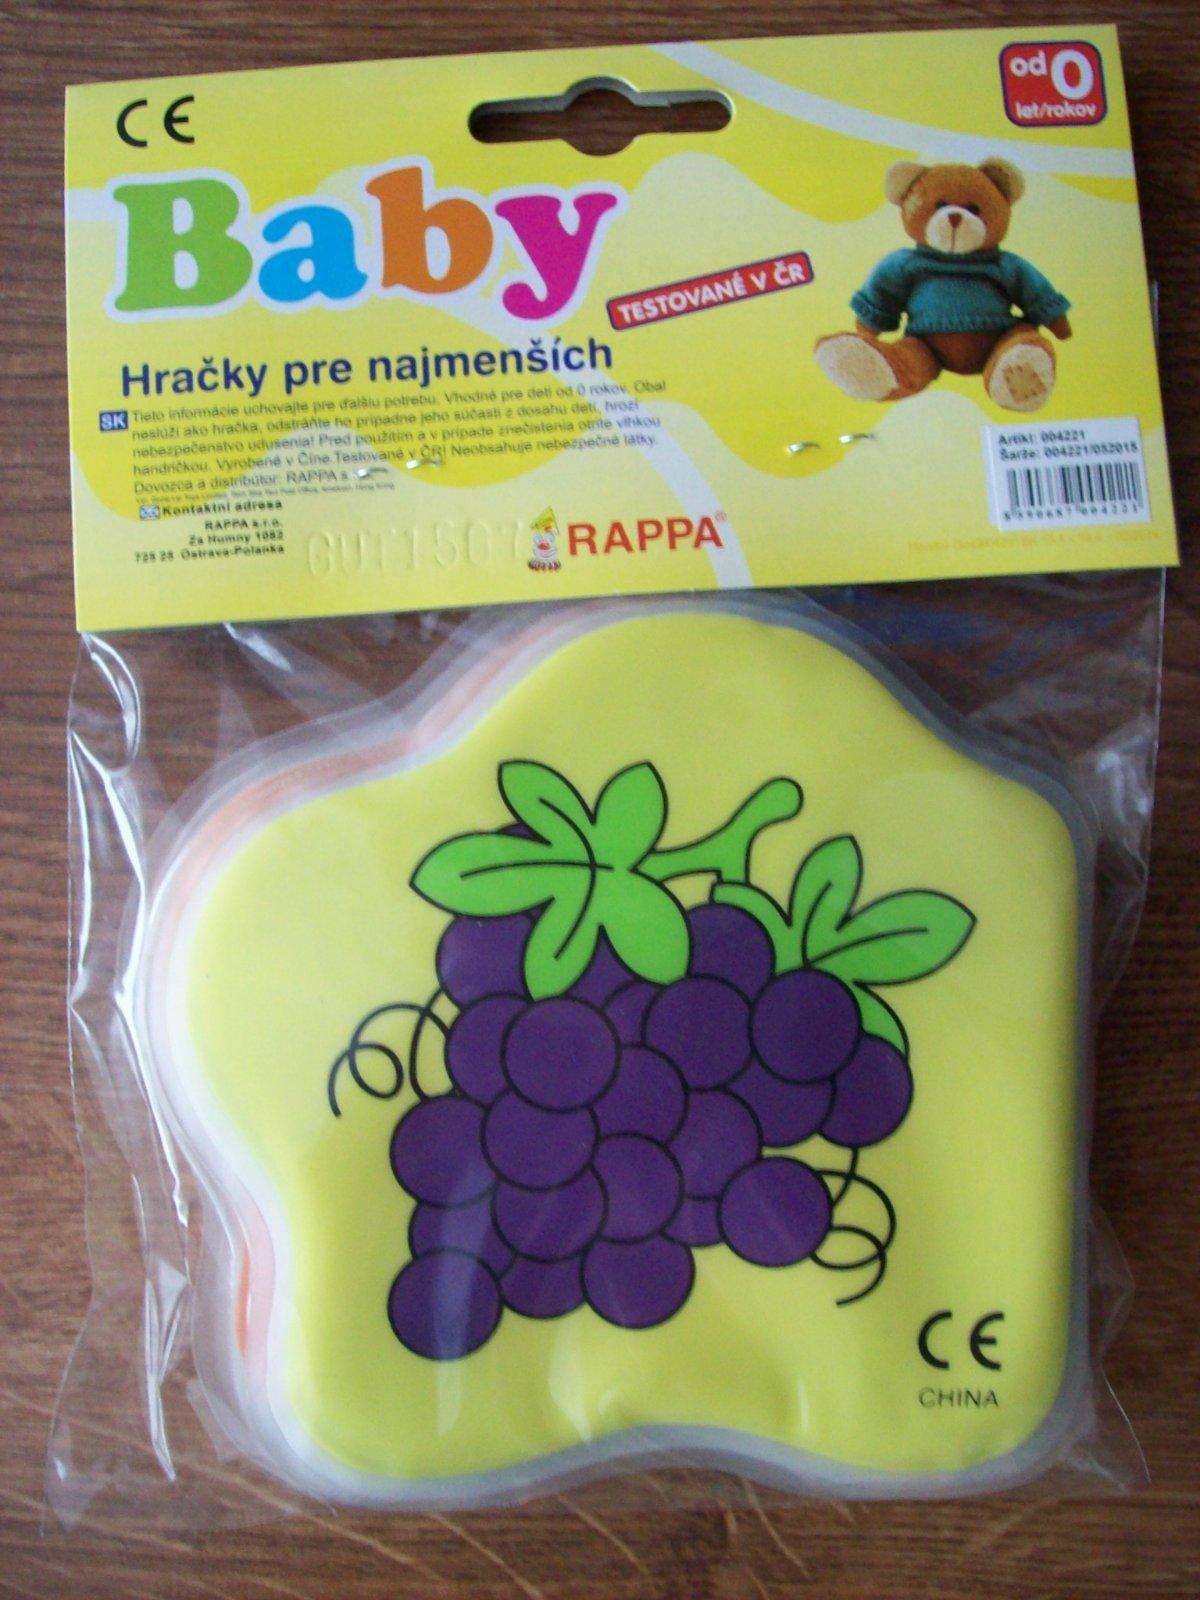 CE
od 0
let/rokov
Baby
TESTOVANÉ V ČR
Hračky pre najmenších
SK Tieto informácie uchovajte pre ďalšiu potrebu. Vhodné pre deti od 0 rokov. Obal
neslúži ako hračka, odstráňte ho prípadne jeho súčasti z dosahu detí, hrozí
nebezpečenstvo udusenia! Pred použitím a v prípade znečistenia otrite vlhkou
handričkou. Vyrobené v Číne.Testované v ČR! Neobsahuje nebezpečné látky.
Dovozca a distribútor: RAPPA s
Artikl: 004221
Šarže: 004221/052015
Kontaktní adresa
RAPPA s.r.o.
Za Humny 1082
725 25 Ostrava-Polanka
GUT1507
RAPPA®
CE
CHINA